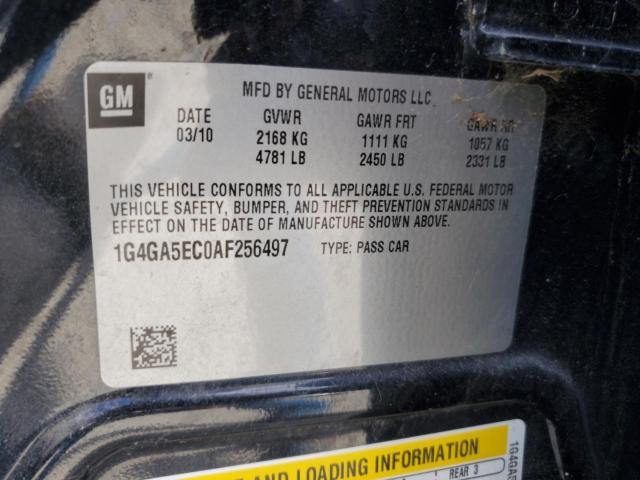 GM
MFD BY GENERAL MOTORS LLC
DATE GVWR GAWR FRT GAWR RR
03/10 2168 KG 1111 KG 1057 KG
4781 LB 2450 LB 2331 LB
THIS VEHICLE CONFORMS TO ALL APPLICABLE U.S. FEDERAL MOTOR
VEHICLE SAFETY, BUMPER, AND THEFT PREVENTION STANDARDS IN
EFFECT ON THE DATE OF MANUFACTURE SHOWN ABOVE.
1G4GA5EC0AF256497 TYPE: PASS CAR
AND LOADING INFORMATION
REAR 3
1G4GA5